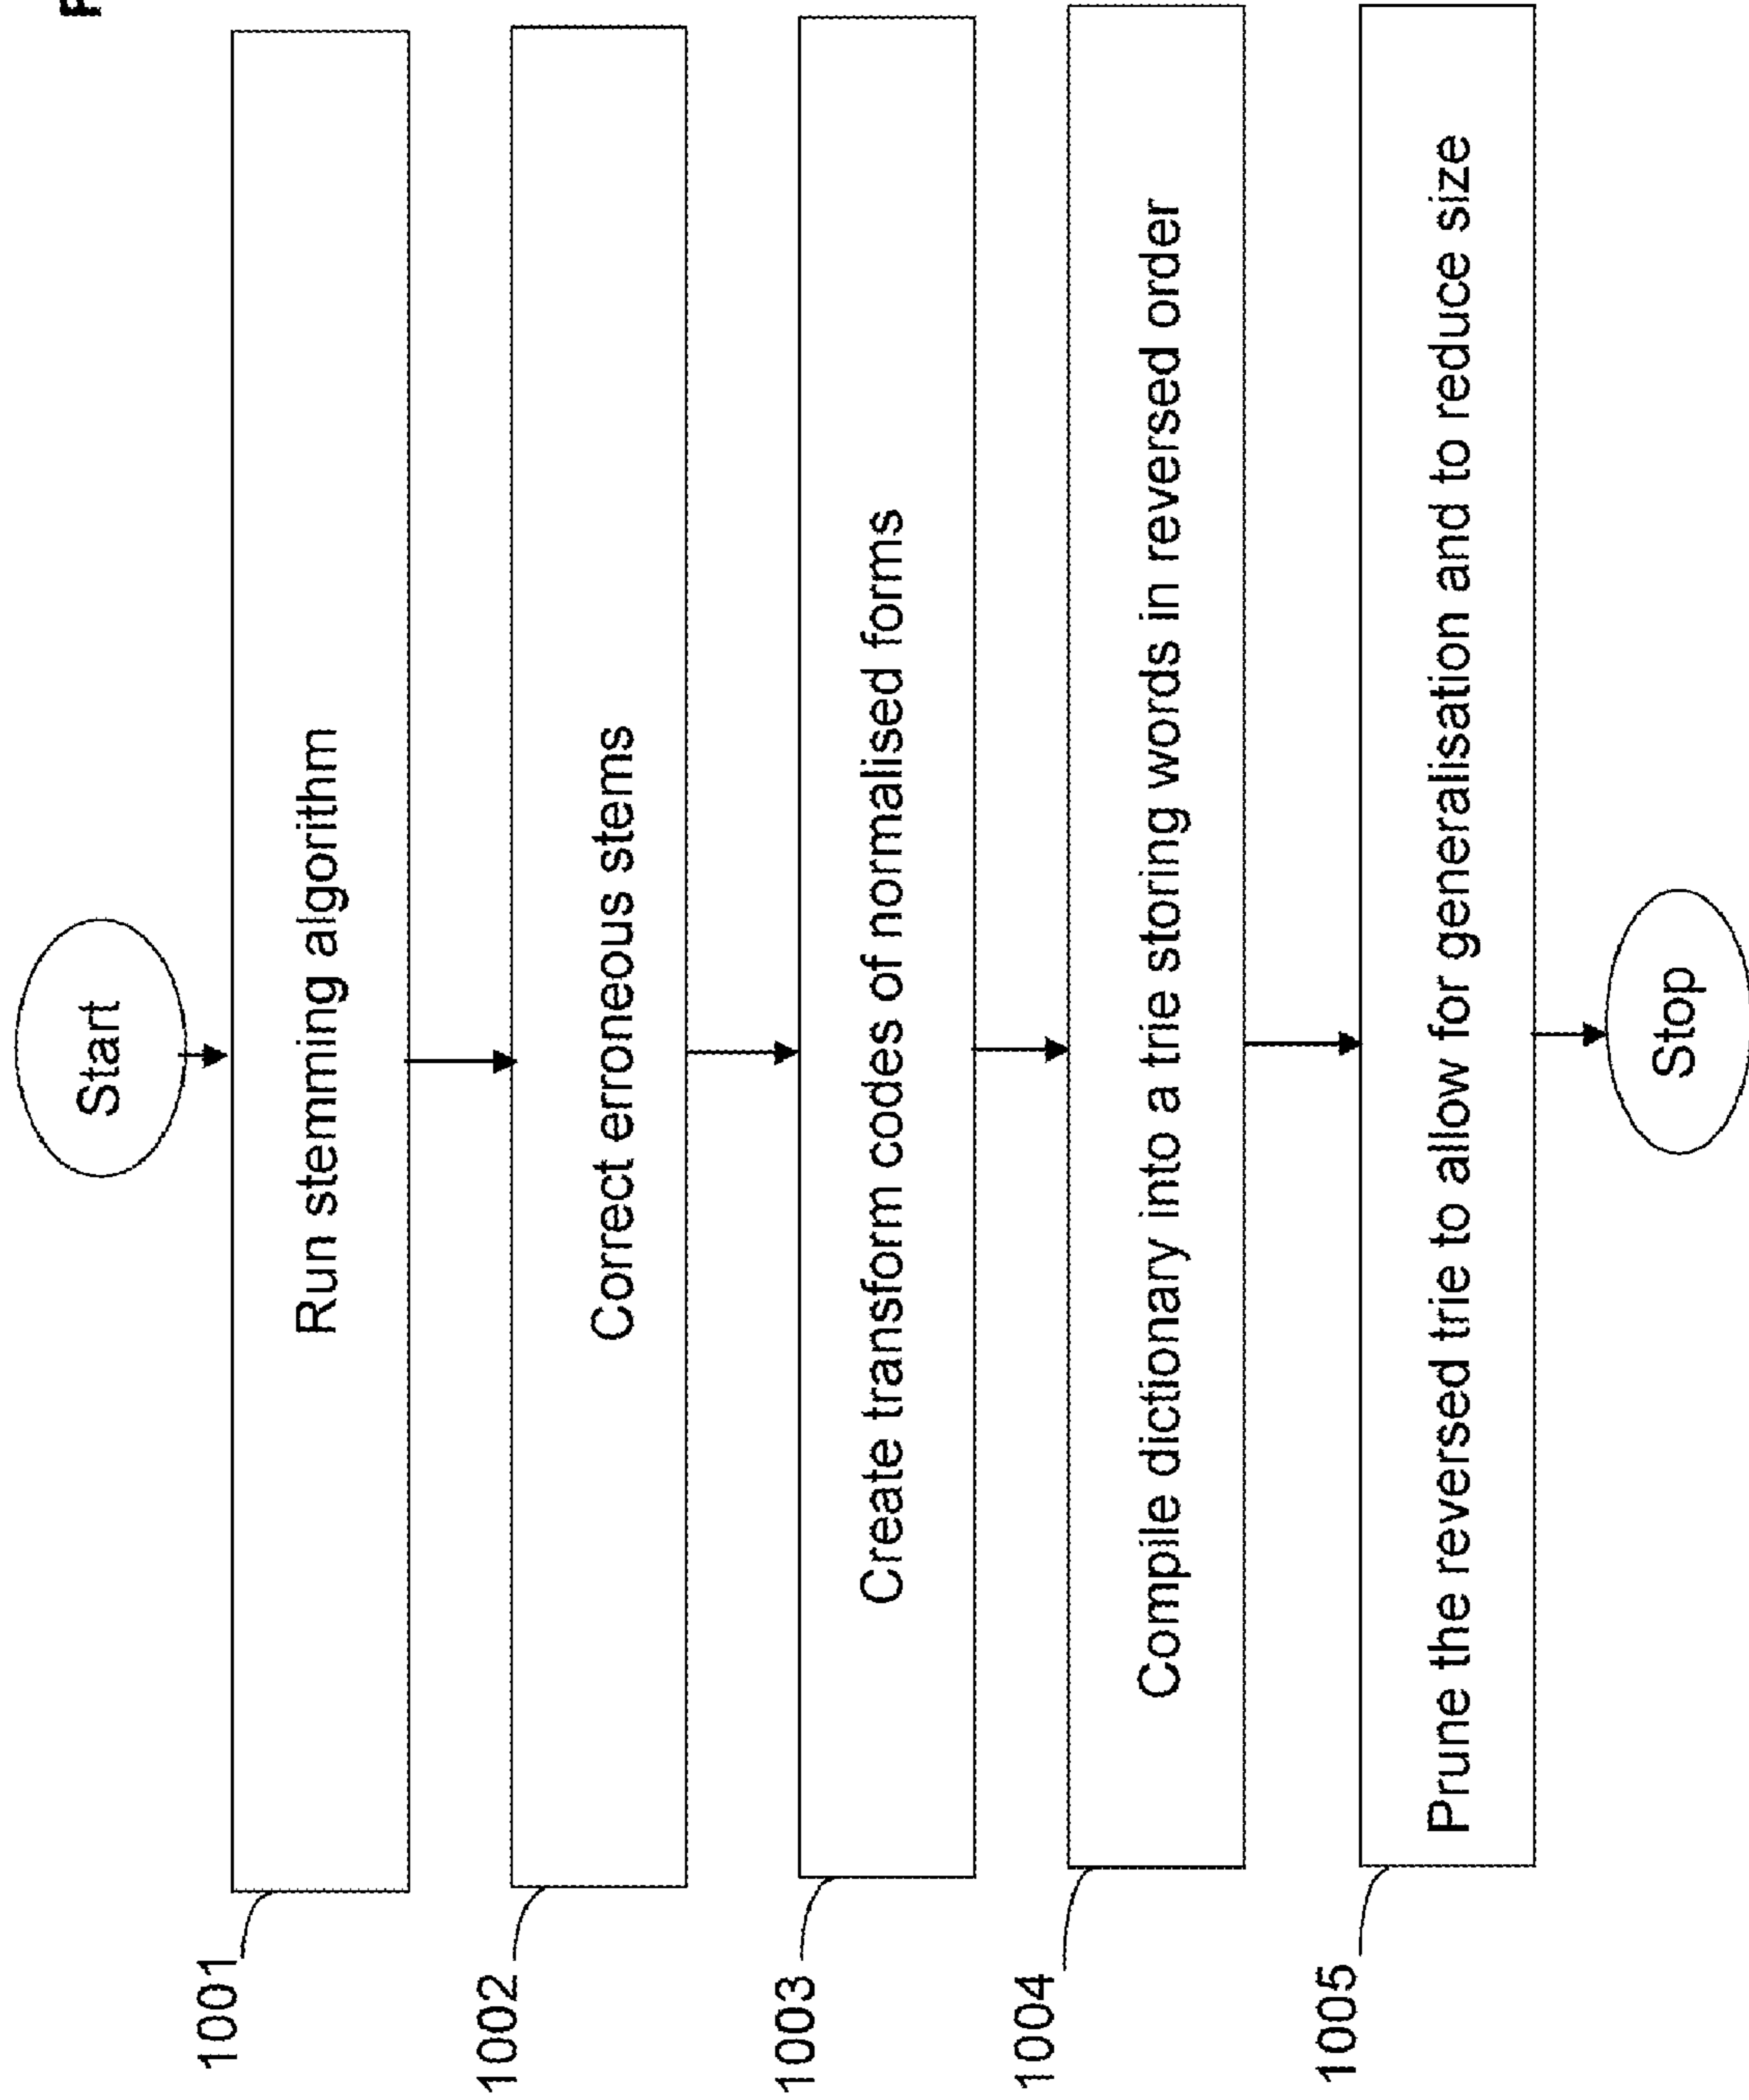 Start
1001
Run stemming algorithm
1002
Correct erroneous stems
1003
Create transform codes of normalised forms
1004
Compile dictionary into a trie storing words in reversed order
1005
Prune the reversed trie to allow for generalisation and to reduce size
Stop